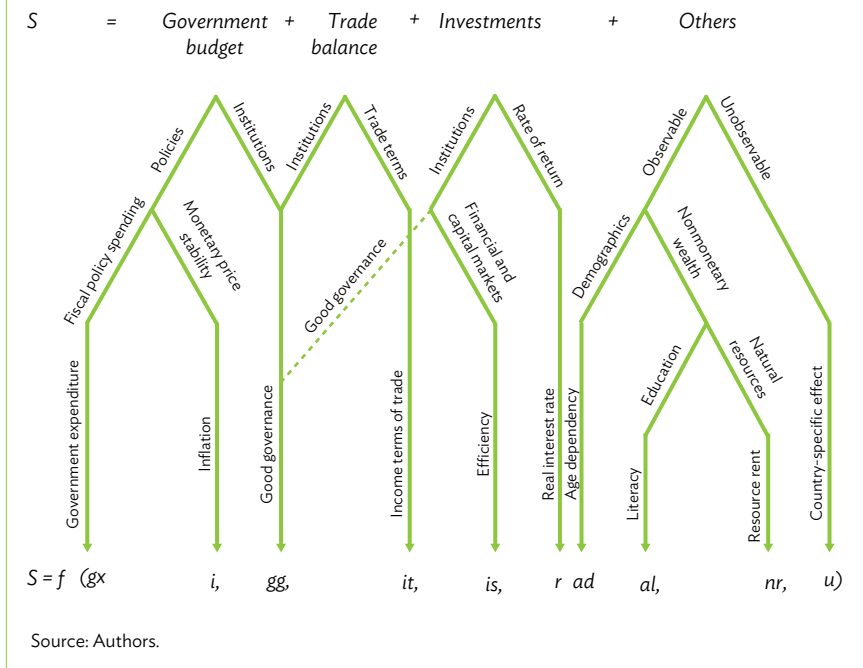 S = Government + Trade + Investments + Others
budget balance
Policies
Institutions
Institutions
Trade terms
Institutions
Rate of return
Observable
Unobservable
Fiscal policy spending
Monetary price
stability
Good governance
Financial and
capital markets
Demographics
Nonmonetary
wealth
Education
Natural
resources
Government expenditure
Inflation
Good governance
Income terms of trade
Efficiency
Real interest rate
Age dependency
Literacy
Resource rent
Country-specific effect
S = f (gx i, gg, it, is, r ad al, nr, u)
Source: Authors.